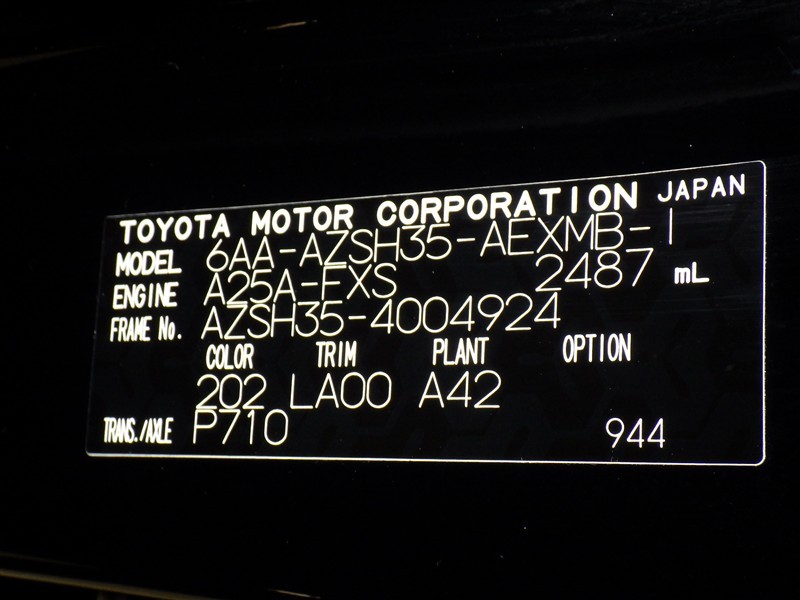 TOYOTA MOTOR CORPORATION JAPAN
MODEL 6AA-AZSH35-AEXMB-I
ENGINE A25A-FXS 2487 mL
FRAME No. AZSH35-4004924
COLOR TRIM PLANT OPTION
202 LA00 A42
TRANS./AXLE P710 944